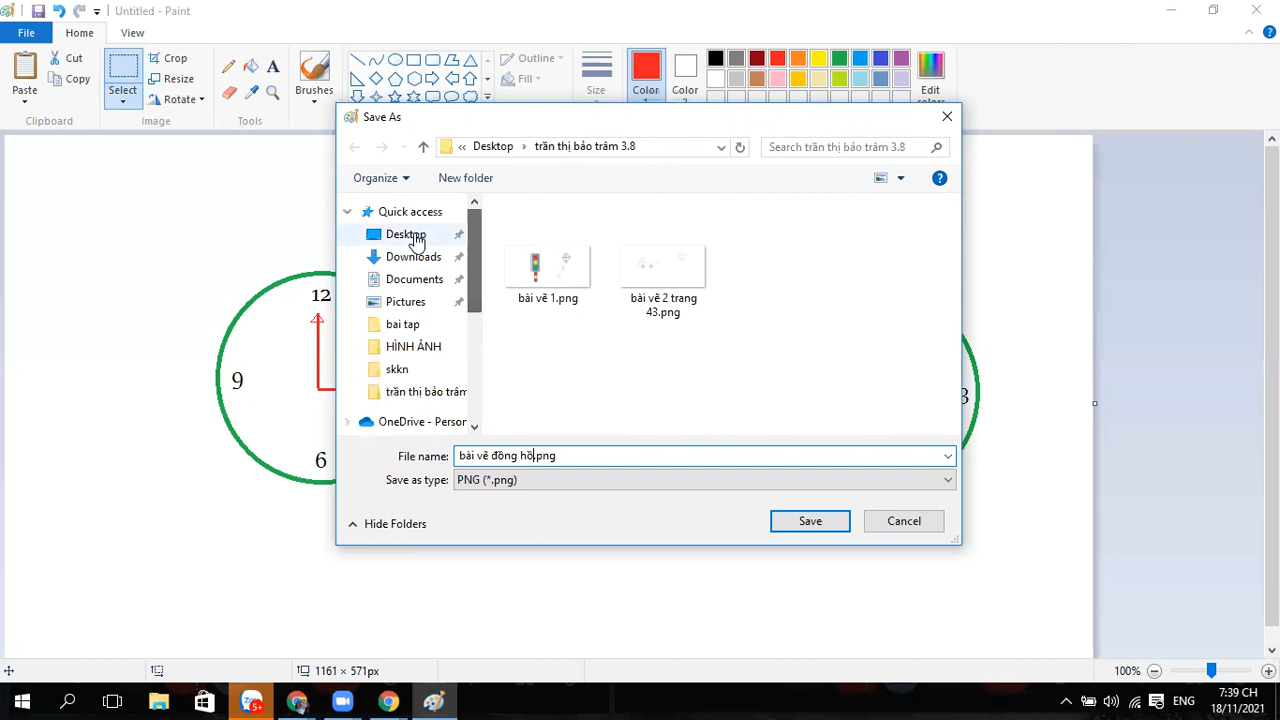 Untitled - Paint
File
Home
View
Paste
Cut
Copy
Clipboard
Select
Crop
Resize
Rotate
Image
Tools
Brushes
Outline
Fill
Size
Color
1
Color
2
Edit
colors
Save As
« Desktop › trần thị bảo trâm 3.8
Search trần thị bảo trâm 3.8
Organize
New folder
Quick access
Desktop
Downloads
Documents
Pictures
bai tap
HÌNH ẢNH
skkn
trần thị bảo trâm
OneDrive - Person
bài vẽ 1.png
bài vẽ 2 trang
43.png
File name:
bài vẽ đồng hồ.png
Save as type:
PNG (*.png)
Hide Folders
Save
Cancel
12
9
6
3
1161 × 571px
100%
Zalo
5+
ENG
7:39 CH
18/11/2021